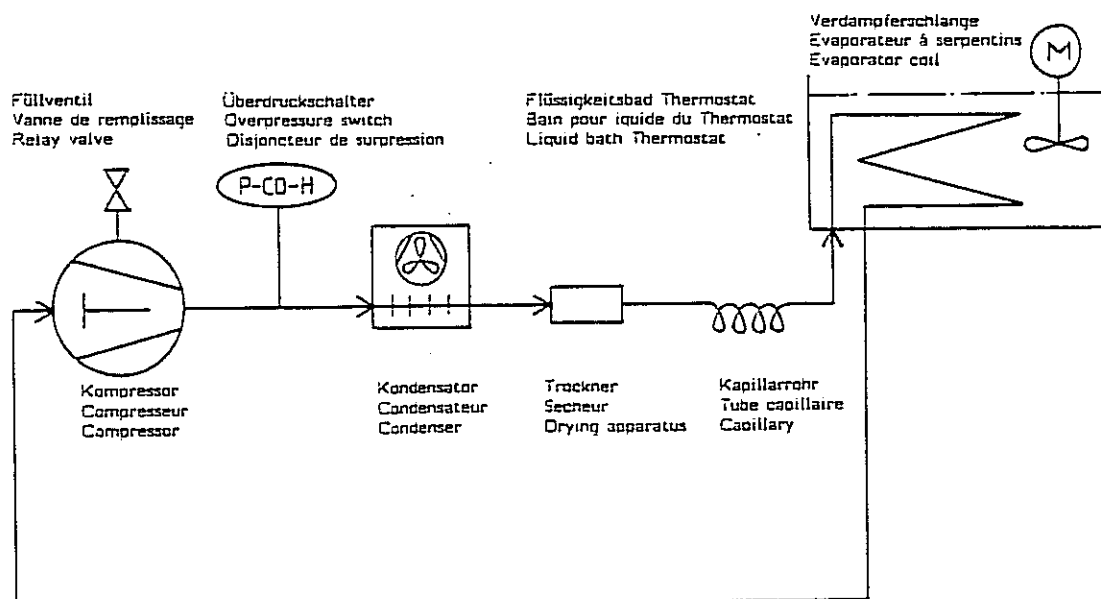 Verdampferschlange
Evaporateur á serpentins
Evaporator coil
M
Füllventil
Vanne de remplissage
Relay valve
Überdruckschalter
Overpressure switch
Disjoncteur de surpression
P-CO-H
Flüssigkeitsbad Thermostat
Bain pour iquide du Thermostat
Liquid bath Thermostat
Kompressor
Compresseur
Compressor
Kondensator
Condensateur
Condenser
Trockner
Secheur
Drying apparatus
Kapillarrohr
Tube capillaire
Capillary